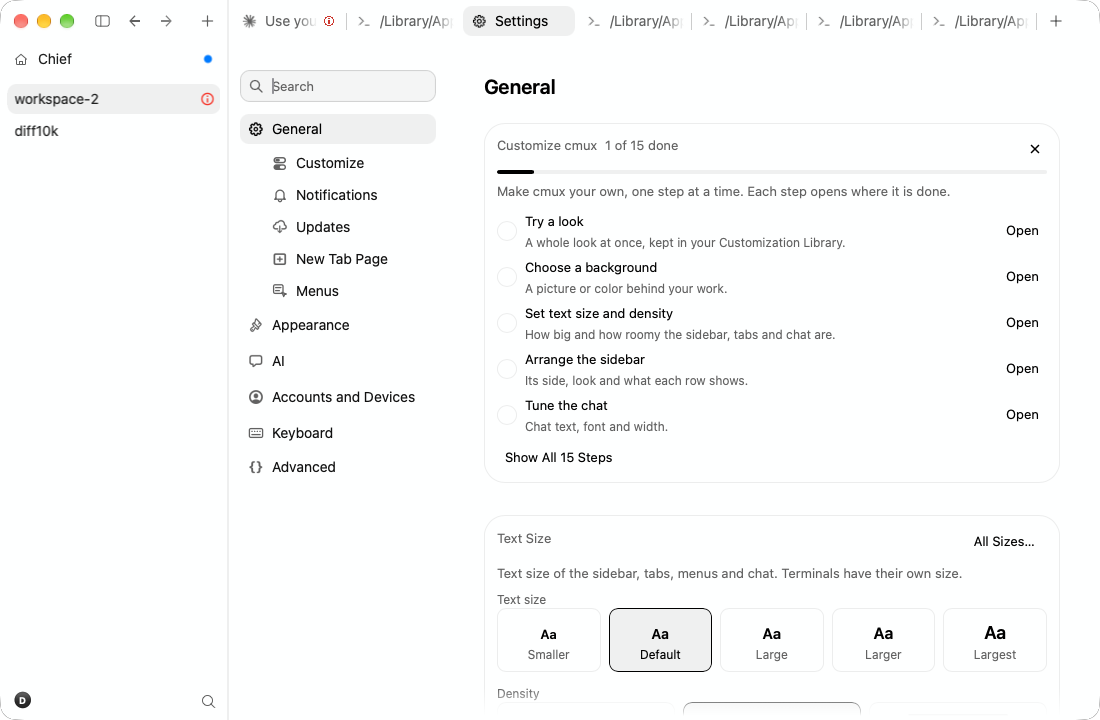 Use you
/Library/App
Settings
/Library/App
/Library/App
/Library/App
/Library/App
Chief
workspace-2
diff10k
D
Search
General
Customize
Notifications
Updates
New Tab Page
Menus
Appearance
AI
Accounts and Devices
Keyboard
Advanced
General
Customize cmux 1 of 15 done
Make cmux your own, one step at a time. Each step opens where it is done.
Try a look
A whole look at once, kept in your Customization Library.
Open
Choose a background
A picture or color behind your work.
Open
Set text size and density
How big and how roomy the sidebar, tabs and chat are.
Open
Arrange the sidebar
Its side, look and what each row shows.
Open
Tune the chat
Chat text, font and width.
Open
Show All 15 Steps
Text Size
All Sizes...
Text size of the sidebar, tabs, menus and chat. Terminals have their own size.
Text size
Aa Aa Aa Aa Aa
Smaller Default Large Larger Largest
Density